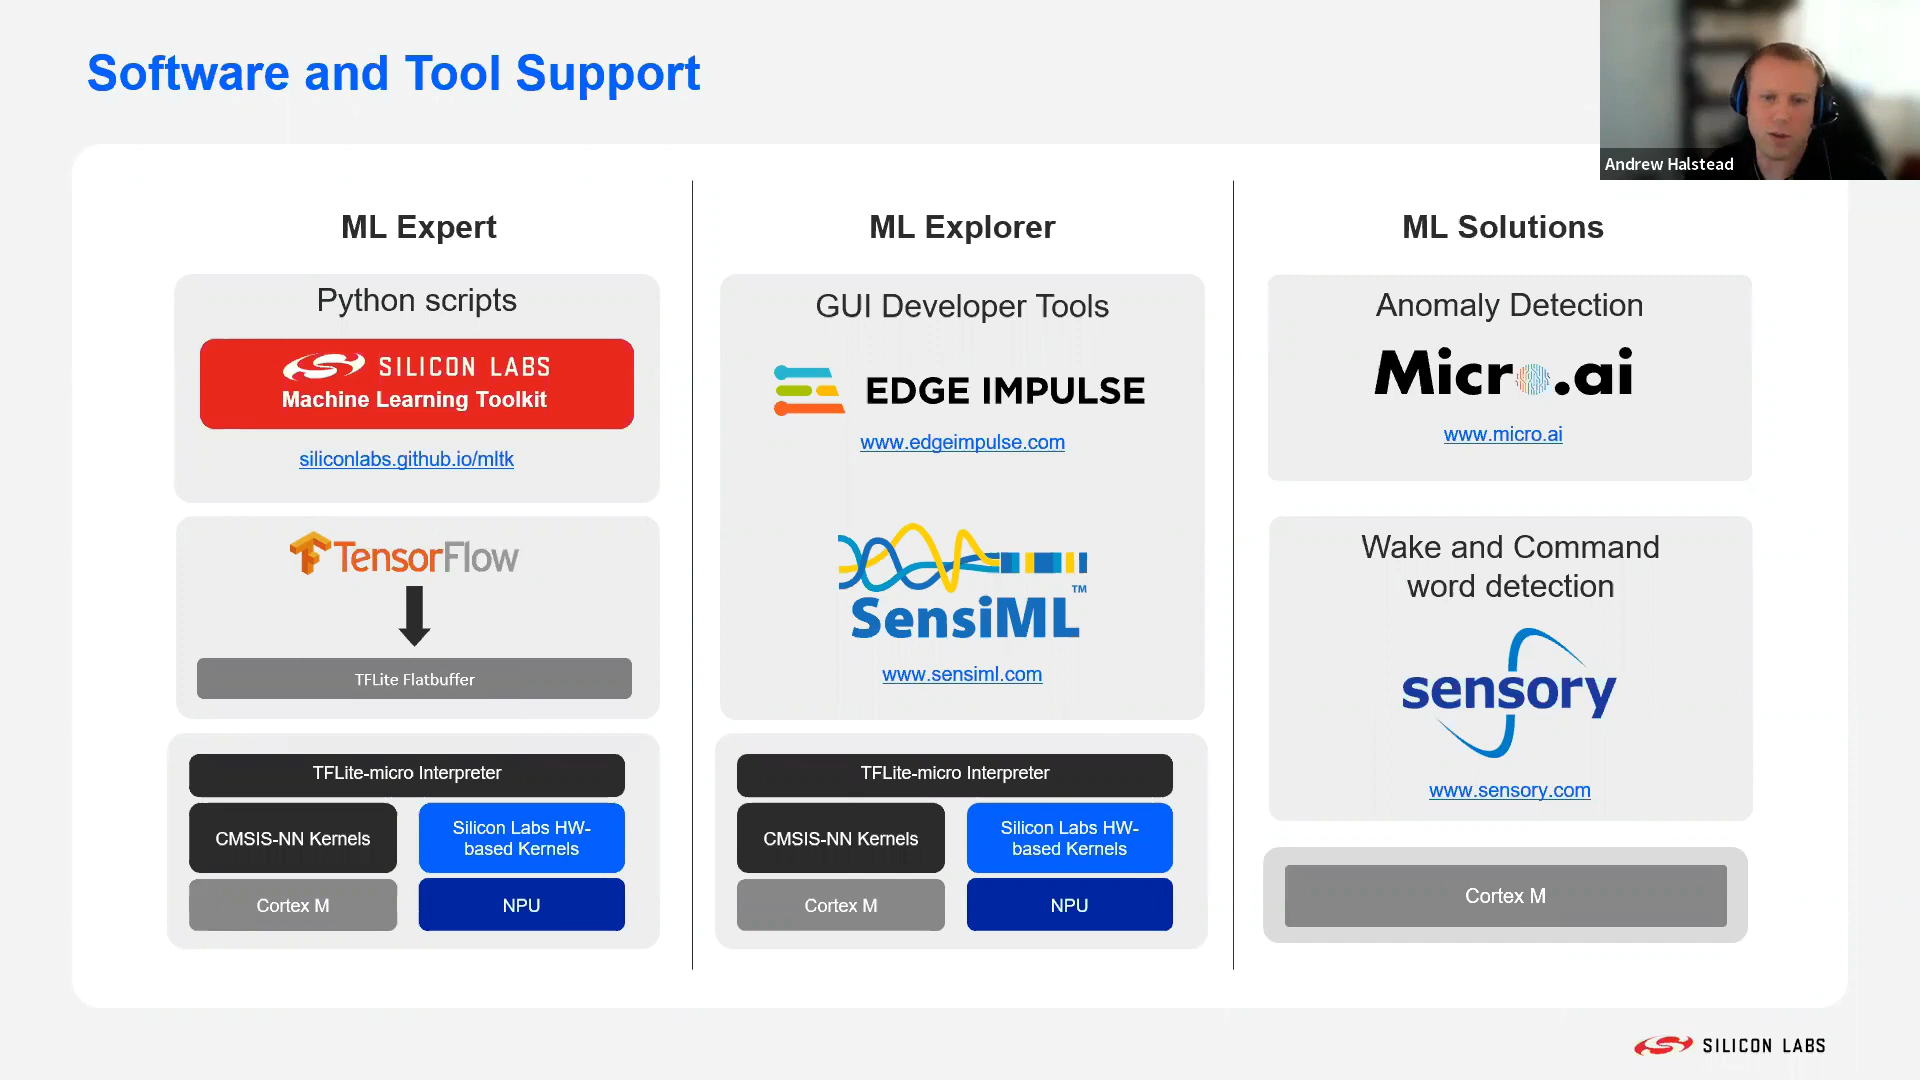 Software and Tool Support
Andrew Halstead
ML Expert
Python scripts
SILICON LABS
Machine Learning Toolkit
siliconlabs.github.io/mltk
TensorFlow
TFLite Flatbuffer
TFLite-micro Interpreter
CMSIS-NN Kernels
Silicon Labs HW-
based Kernels
Cortex M
NPU
ML Explorer
GUI Developer Tools
EDGE IMPULSE
www.edgeimpulse.com
SensiML™
www.sensiml.com
TFLite-micro Interpreter
CMSIS-NN Kernels
Silicon Labs HW-
based Kernels
Cortex M
NPU
ML Solutions
Anomaly Detection
Micro.ai
www.micro.ai
Wake and Command
word detection
sensory
www.sensory.com
Cortex M
SILICON LABS